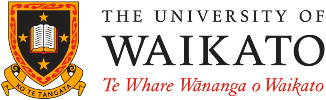 THE UNIVERSITY OF
WAIKATO
Te Whare Wānanga o Waikato
KO TE TANGATA